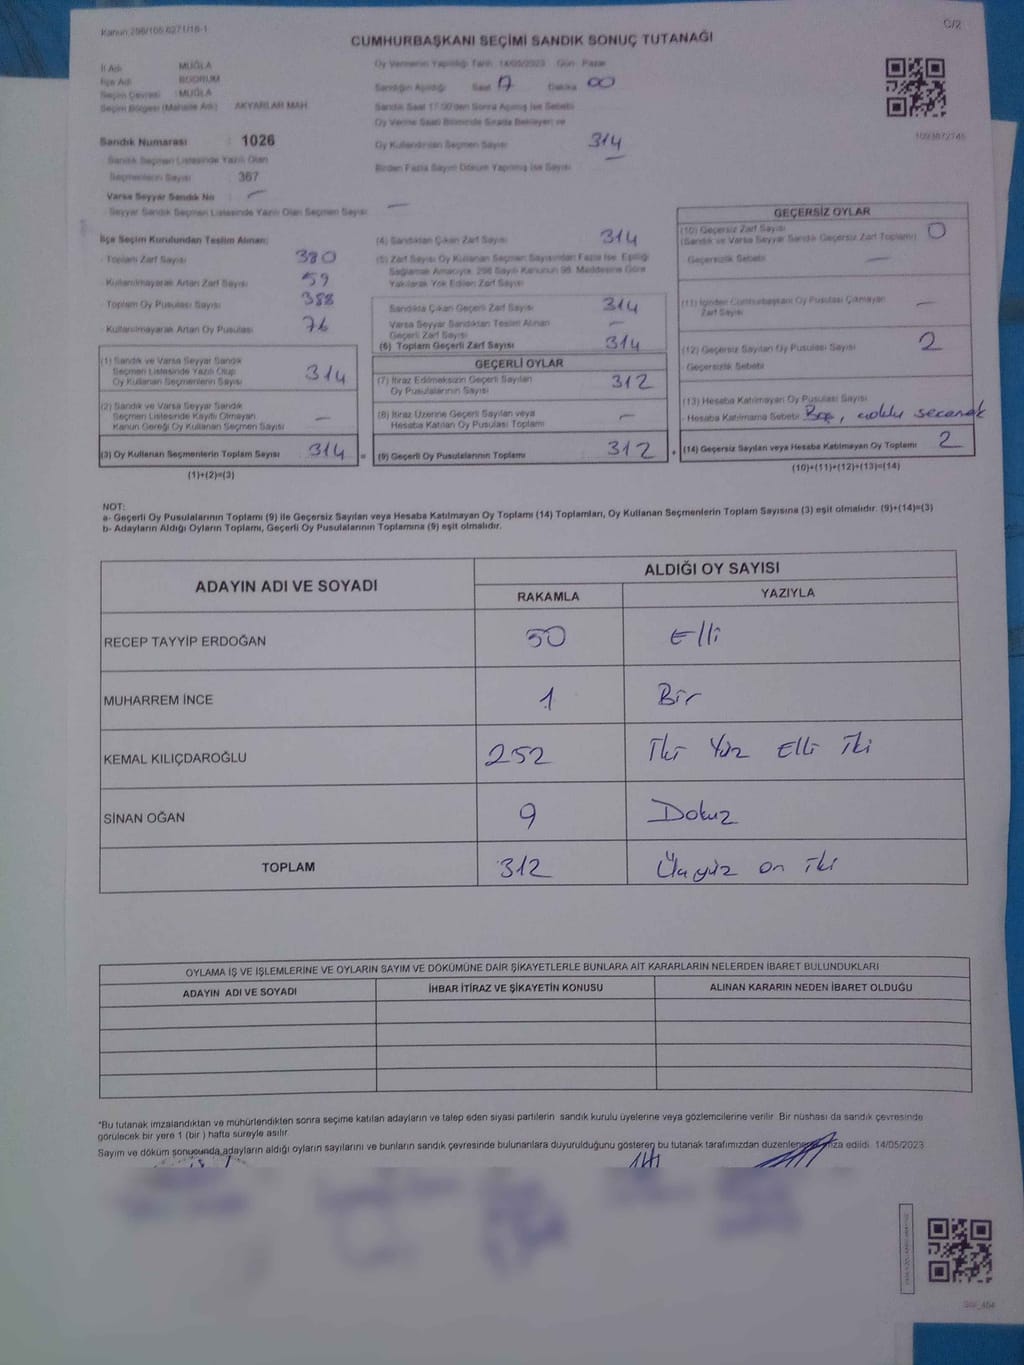 Kanun:298/105,6271/18-1
C/2
CUMHURBAŞKANI SEÇİMİ SANDIK SONUÇ TUTANAĞI
İl Adı MUĞLA
İlçe Adı BODRUM
Seçim Çevresi : MUĞLA
Seçim Bölgesi (Mahalle Adı) AKYARLAR MAH.
Sandık Numarası : 1026
Sandık Seçmen Listesinde Yazılı Olan
Seçmenlerin Sayısı : 367
Varsa Seyyar Sandık No : —
Seyyar Sandık Seçmen Listesinde Yazılı Olan Seçmen Sayısı : —
Oy Vermenin Yapıldığı Tarih: 14/05/2023 Gün: Pazar
Sandığın Açıldığı Saat 17 Dakika 00
Sandık Saat 17:00'den Sonra Açılmış İse Sebebi
Oy Verme Saati Bitiminde Sırada Bekleyen ve
Oy Kullandırılan Seçmen Sayısı 314
Birden Fazla Sayım Döküm Yapılmış İse Sayısı —
1093872745
İlçe Seçim Kurulundan Teslim Alınan:
- Toplam Zarf Sayısı 380
- Kullanılmayarak Artan Zarf Sayısı 59
- Toplam Oy Pusulası Sayısı 388
- Kullanılmayarak Artan Oy Pusulası 76
(1) Sandık ve Varsa Seyyar Sandık
Seçmen Listesinde Yazılı Olup
Oy Kullanan Seçmenlerin Sayısı 314
(2) Sandık ve Varsa Seyyar Sandık
Seçmen Listesinde Kayıtlı Olmayan
Kanun Gereği Oy Kullanan Seçmen Sayısı —
(3) Oy Kullanan Seçmenlerin Toplam Sayısı 314 =
(1)+(2)=(3)
(4) Sandıktan Çıkan Zarf Sayısı 314
(5) Zarf Sayısı Oy Kullanan Seçmen Sayısından Fazla İse, Eşitliği
Sağlamak Amacıyla, 298 Sayılı Kanunun 98. Maddesine Göre
Yakılarak Yok Edilen Zarf Sayısı
Sandıkta Çıkan Geçerli Zarf Sayısı 314
Varsa Seyyar Sandıktan Teslim Alınan
Geçerli Zarf Sayısı —
(6) Toplam Geçerli Zarf Sayısı 314
GEÇERLİ OYLAR
(7) İtiraz Edilmeksizin Geçerli Sayılan
Oy Pusulalarının Sayısı 312
(8) İtiraz Üzerine Geçerli Sayılan veya
Hesaba Katılan Oy Pusulası Toplamı —
(9) Geçerli Oy Pusulalarının Toplamı 312 +
GEÇERSİZ OYLAR
(10) Geçersiz Zarf Sayısı
(Sandık ve Varsa Seyyar Sandık Geçersiz Zarf Toplamı) 0
Geçersizlik Sebebi —
(11) İçinden Cumhurbaşkanı Oy Pusulası Çıkmayan
Zarf Sayısı —
(12) Geçersiz Sayılan Oy Pusulası Sayısı 2
- Geçersizlik Sebebi
(13) Hesaba Katılmayan Oy Pusulası Sayısı
- Hesaba Katılmama Sebebi Boş, çoklu secenek
(14) Geçersiz Sayılan veya Hesaba Katılmayan Oy Toplamı 2
(10)+(11)+(12)+(13)=(14)
NOT:
a- Geçerli Oy Pusulalarının Toplamı (9) ile Geçersiz Sayılan veya Hesaba Katılmayan Oy Toplamı (14) Toplamları, Oy Kullanan Seçmenlerin Toplam Sayısına (3) eşit olmalıdır. (9)+(14)=(3)
b- Adayların Aldığı Oyların Toplamı, Geçerli Oy Pusulalarının Toplamına (9) eşit olmalıdır.
ADAYIN ADI VE SOYADI ALDIĞI OY SAYISI
RAKAMLA YAZIYLA
RECEP TAYYİP ERDOĞAN 50 Elli
MUHARREM İNCE 1 Bir
KEMAL KILIÇDAROĞLU 252 İki Yüz Elli iki
SİNAN OĞAN 9 Dokuz
TOPLAM 312 Üçyüz on iki
OYLAMA İŞ VE İŞLEMLERİNE VE OYLARIN SAYIM VE DÖKÜMÜNE DAİR ŞİKAYETLERLE BUNLARA AİT KARARLARIN NELERDEN İBARET BULUNDUKLARI
ADAYIN ADI VE SOYADI İHBAR İTİRAZ VE ŞİKAYETİN KONUSU ALINAN KARARIN NEDEN İBARET OLDUĞU
*Bu tutanak imzalandıktan ve mühürlendikten sonra seçime katılan adayların ve talep eden siyasi partilerin sandık kurulu üyelerine veya gözlemcilerine verilir. Bir nüshası da sandık çevresinde
görülecek bir yere 1 (bir ) hafta süreyle asılır.
Sayım ve döküm sonucunda,adayların aldığı oyların sayılarını ve bunların sandık çevresinde bulunanlara duyurulduğunu gösteren bu tutanak tarafımızdan düzenlenerek imza edildi. 14/05/2023